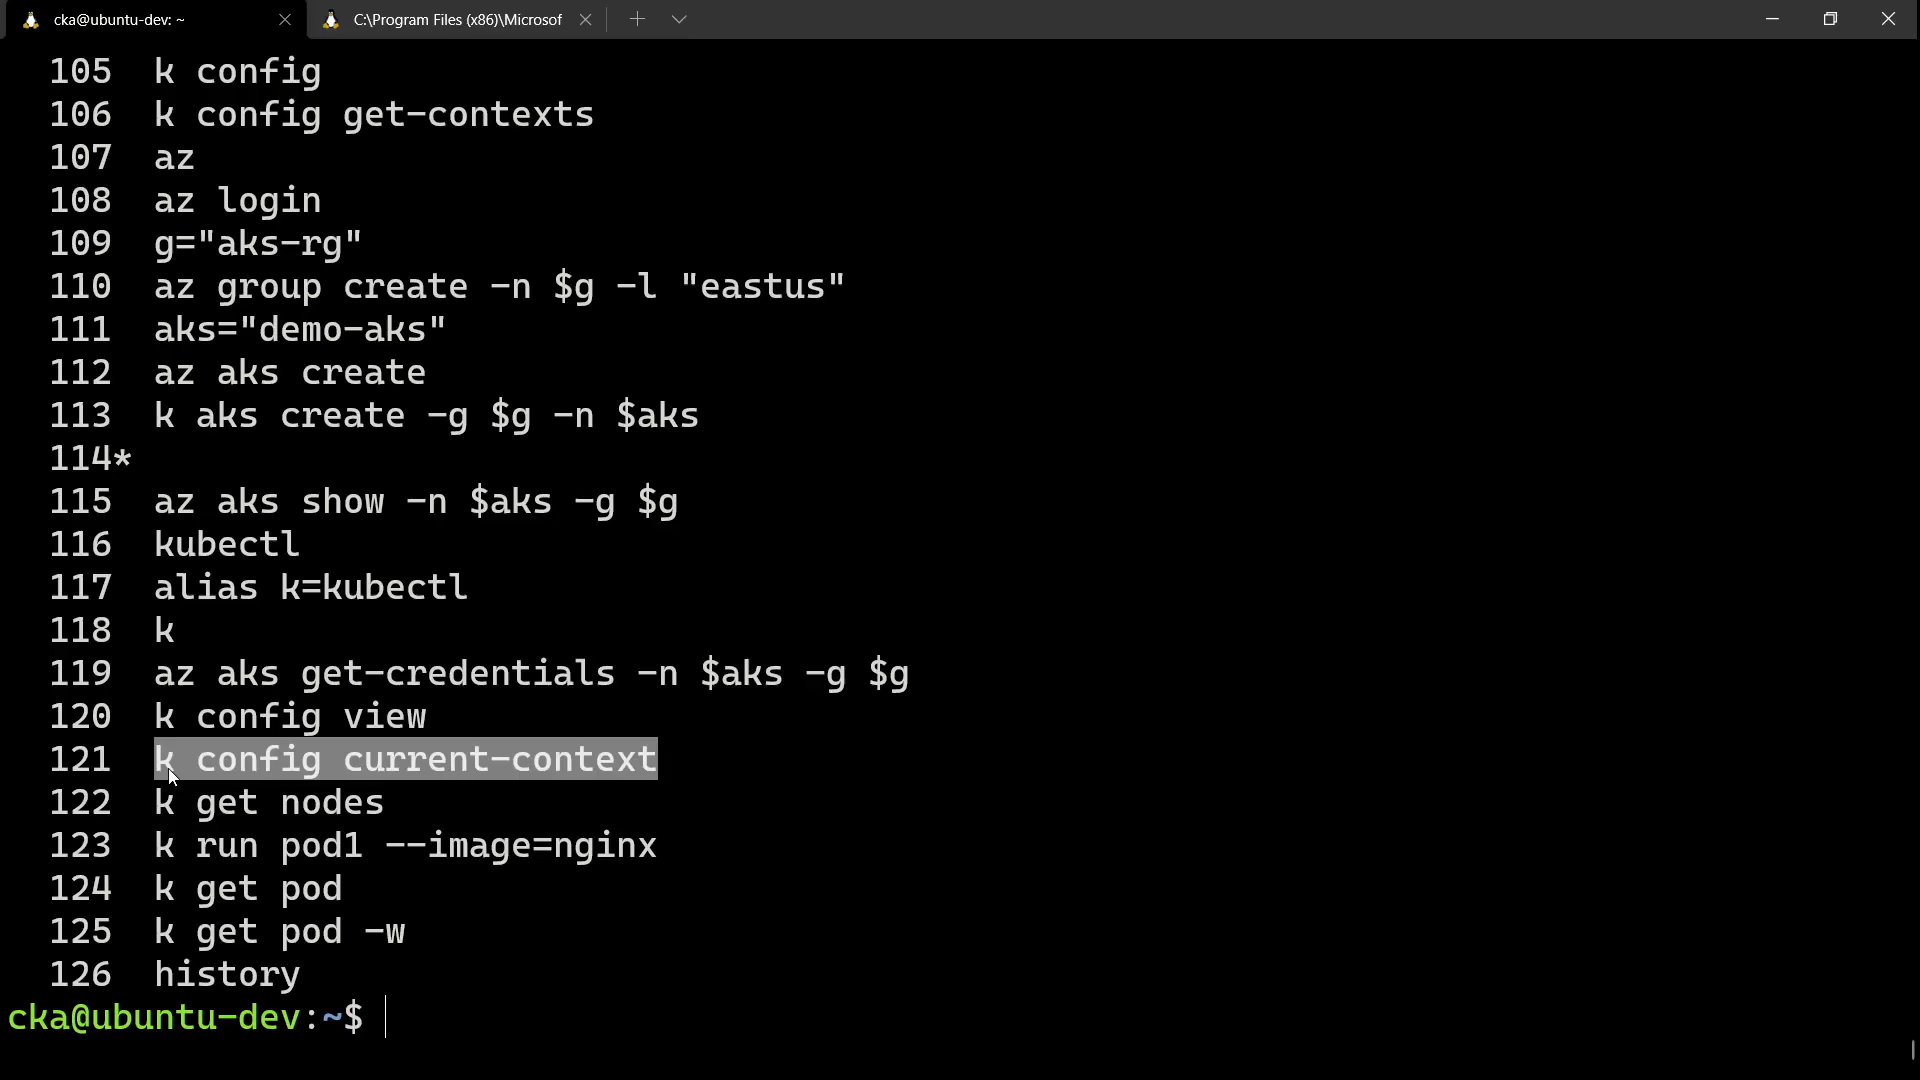 cka@ubuntu-dev: ~
C:\Program Files (x86)\Microsof
105 k config
106 k config get-contexts
107 az
108 az login
109 g="aks-rg"
110 az group create -n $g -l "eastus"
111 aks="demo-aks"
112 az aks create
113 k aks create -g $g -n $aks
114*
115 az aks show -n $aks -g $g
116 kubectl
117 alias k=kubectl
118 k
119 az aks get-credentials -n $aks -g $g
120 k config view
121 k config current-context
122 k get nodes
123 k run pod1 --image=nginx
124 k get pod
125 k get pod -w
126 history
cka@ubuntu-dev:~$